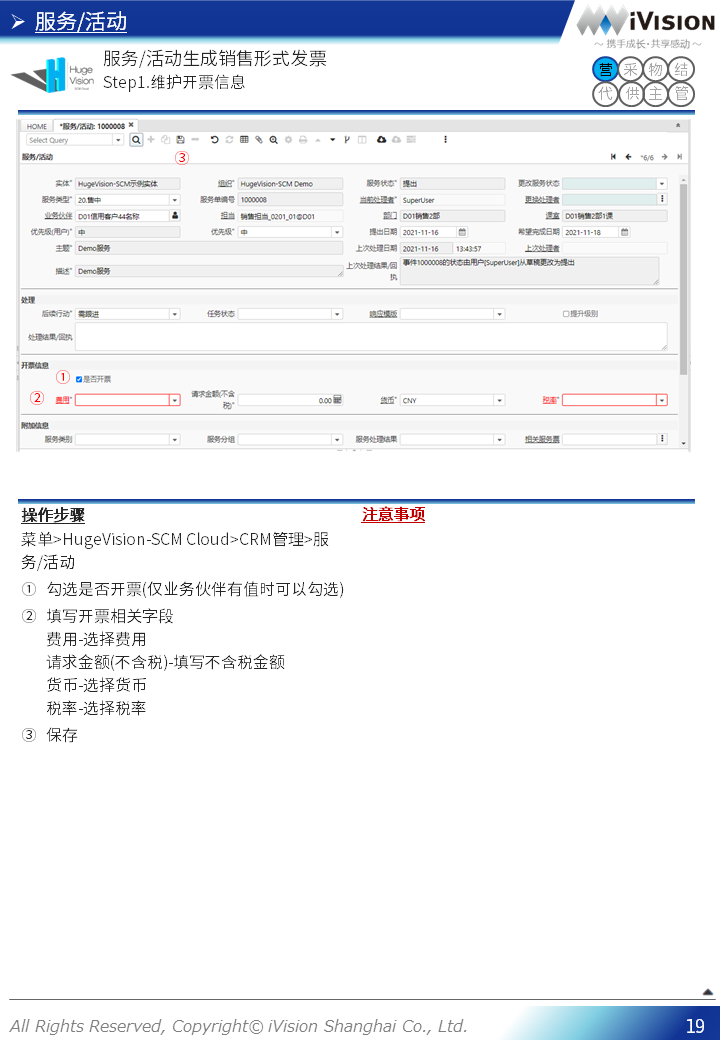 ➢ 服务/活动
iVision
～ 携手成长·共享感动 ～
Huge Vision
SCM Cloud
服务/活动生成销售形式发票
Step1.维护开票信息
营 采 物 结
代 供 主 管
HOME *服务/活动: 1000008 ×
Select Query
③
服务/活动 *6/6
实体* HugeVision-SCM示例实体 组织* HugeVision-SCM Demo 服务状态* 提出 更改服务状态
服务类型* 20.售中 服务单编号 1000008 当前处理者* SuperUser 更换处理者
业务伙伴 D01信用客户44名称 担当 销售担当_0201_01@D01 部门 D01销售2部 课室 D01销售2部1课
优先级(用户)* 中 优先级* 中 提出日期 2021-11-16 希望完成日期 2021-11-18
主题* Demo服务 上次处理日期 2021-11-16 13:43:57 上次处理者
描述* Demo服务 上次处理结果/回执 事件1000008的状态由用户[SuperUser]从草稿更改为提出
处理
后续行动* 需跟进 任务状态 响应模版 提升级别
处理结果/回执
开票信息
① 是否开票
② 费用* 请求金额(不含税)* 0.00 货币* CNY 税率*
附加信息
服务类别 服务分组 服务处理结果 相关服务票
操作步骤
菜单>HugeVision-SCM Cloud>CRM管理>服
务/活动
① 勾选是否开票(仅业务伙伴有值时可以勾选)
② 填写开票相关字段
费用-选择费用
请求金额(不含税)-填写不含税金额
货币-选择货币
税率-选择税率
③ 保存
注意事项
All Rights Reserved, Copyright© iVision Shanghai Co., Ltd.
19